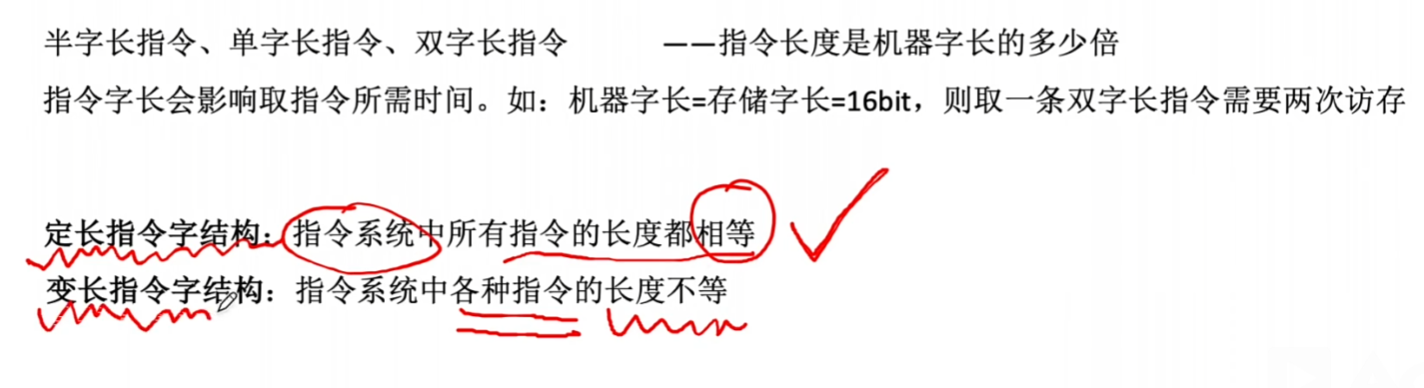 半字长指令、单字长指令、双字长指令 ——指令长度是机器字长的多少倍
指令字长会影响取指令所需时间。如：机器字长=存储字长=16bit，则取一条双字长指令需要两次访存
定长指令字结构：指令系统中所有指令的长度都相等
变长指令字结构：指令系统中各种指令的长度不等